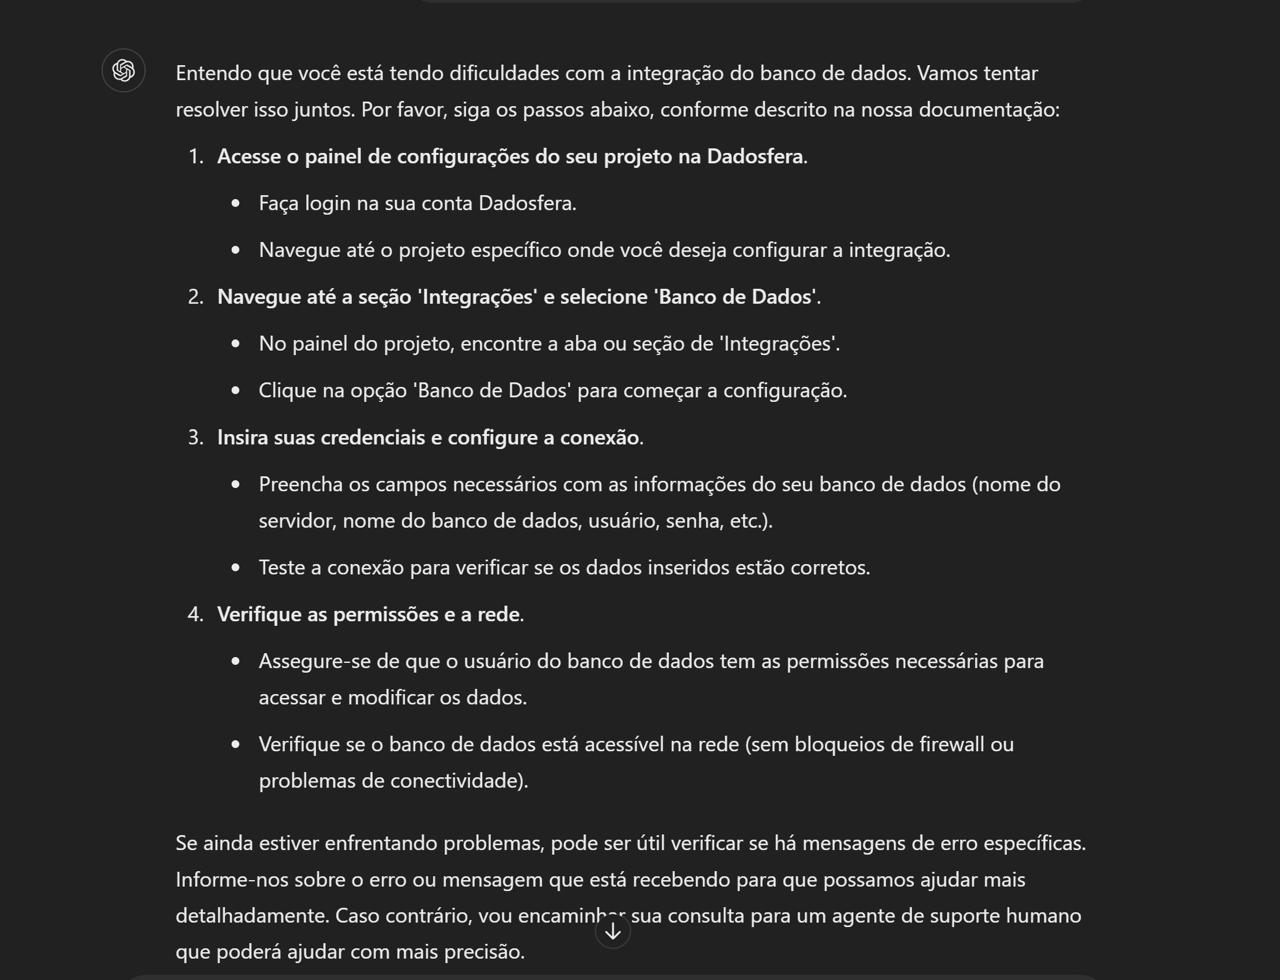 Entendo que você está tendo dificuldades com a integração do banco de dados. Vamos tentar
resolver isso juntos. Por favor, siga os passos abaixo, conforme descrito na nossa documentação:
1. Acesse o painel de configurações do seu projeto na Dadosfera.
• Faça login na sua conta Dadosfera.
• Navegue até o projeto específico onde você deseja configurar a integração.
2. Navegue até a seção 'Integrações' e selecione 'Banco de Dados'.
• No painel do projeto, encontre a aba ou seção de 'Integrações'.
• Clique na opção 'Banco de Dados' para começar a configuração.
3. Insira suas credenciais e configure a conexão.
• Preencha os campos necessários com as informações do seu banco de dados (nome do
servidor, nome do banco de dados, usuário, senha, etc.).
• Teste a conexão para verificar se os dados inseridos estão corretos.
4. Verifique as permissões e a rede.
• Assegure-se de que o usuário do banco de dados tem as permissões necessárias para
acessar e modificar os dados.
• Verifique se o banco de dados está acessível na rede (sem bloqueios de firewall ou
problemas de conectividade).
Se ainda estiver enfrentando problemas, pode ser útil verificar se há mensagens de erro específicas.
Informe-nos sobre o erro ou mensagem que está recebendo para que possamos ajudar mais
detalhadamente. Caso contrário, vou encaminhar sua consulta para um agente de suporte humano
que poderá ajudar com mais precisão.